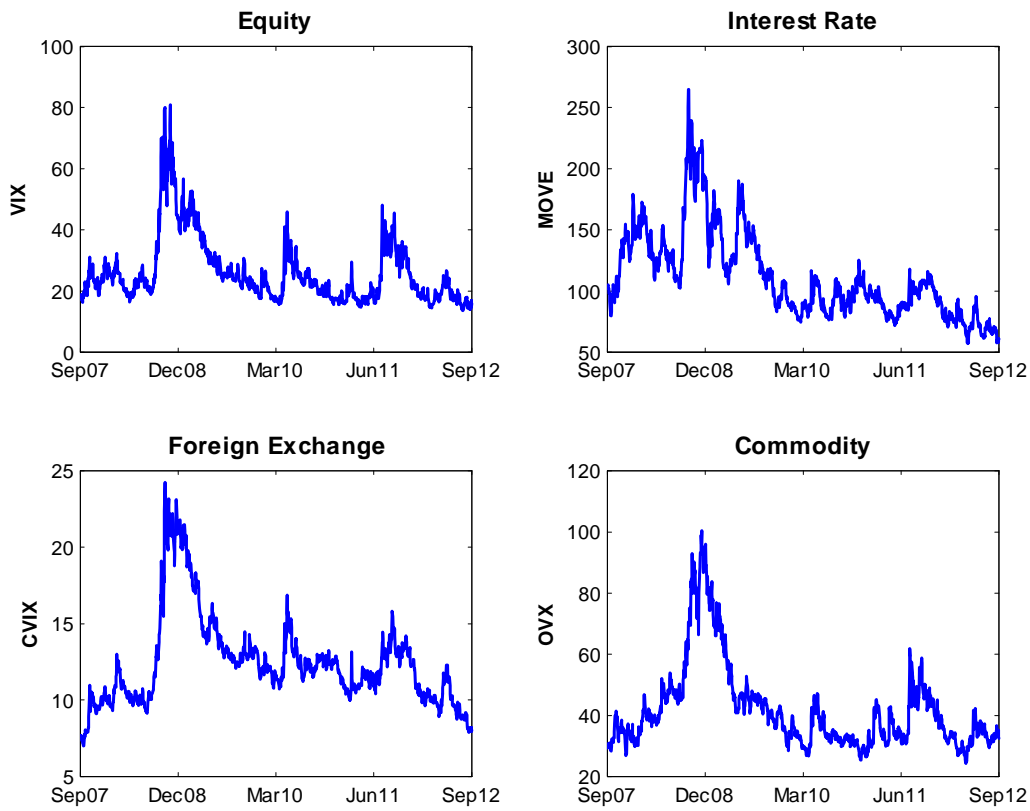 Equity
100
80
60
40
20
0
VIX
Sep07 Dec08 Mar10 Jun11 Sep12
Interest Rate
300
250
200
150
100
50
MOVE
Sep07 Dec08 Mar10 Jun11 Sep12
Foreign Exchange
25
20
15
10
5
CVIX
Sep07 Dec08 Mar10 Jun11 Sep12
Commodity
120
100
80
60
40
20
OVX
Sep07 Dec08 Mar10 Jun11 Sep12